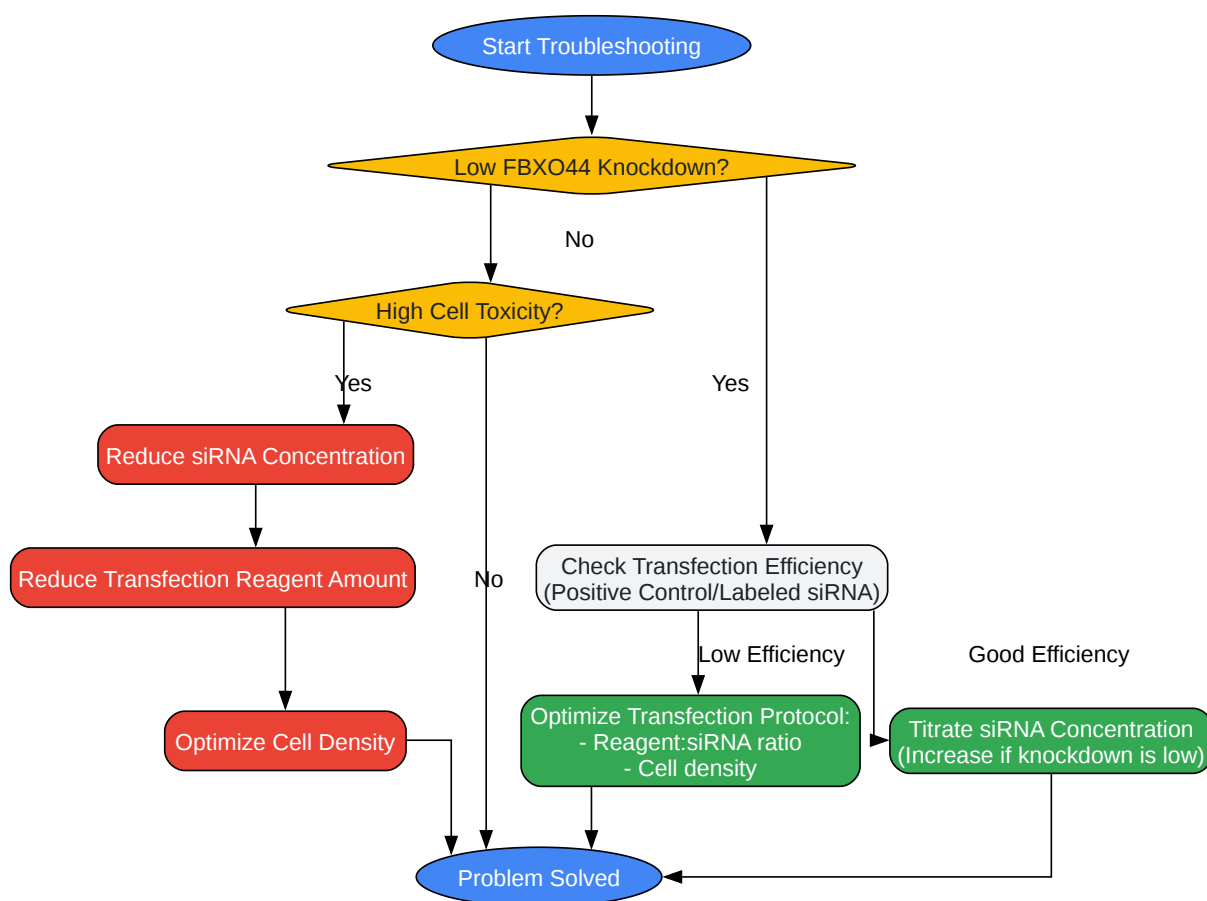 Start Troubleshooting
Low FBXO44 Knockdown?
No
High Cell Toxicity?
Yes
Yes
Reduce siRNA Concentration
Reduce Transfection Reagent Amount
No
Check Transfection Efficiency
(Positive Control/Labeled siRNA)
Low Efficiency
Good Efficiency
Optimize Transfection Protocol:
- Reagent:siRNA ratio
- Cell density
Titrate siRNA Concentration
(Increase if knockdown is low)
Optimize Cell Density
Problem Solved